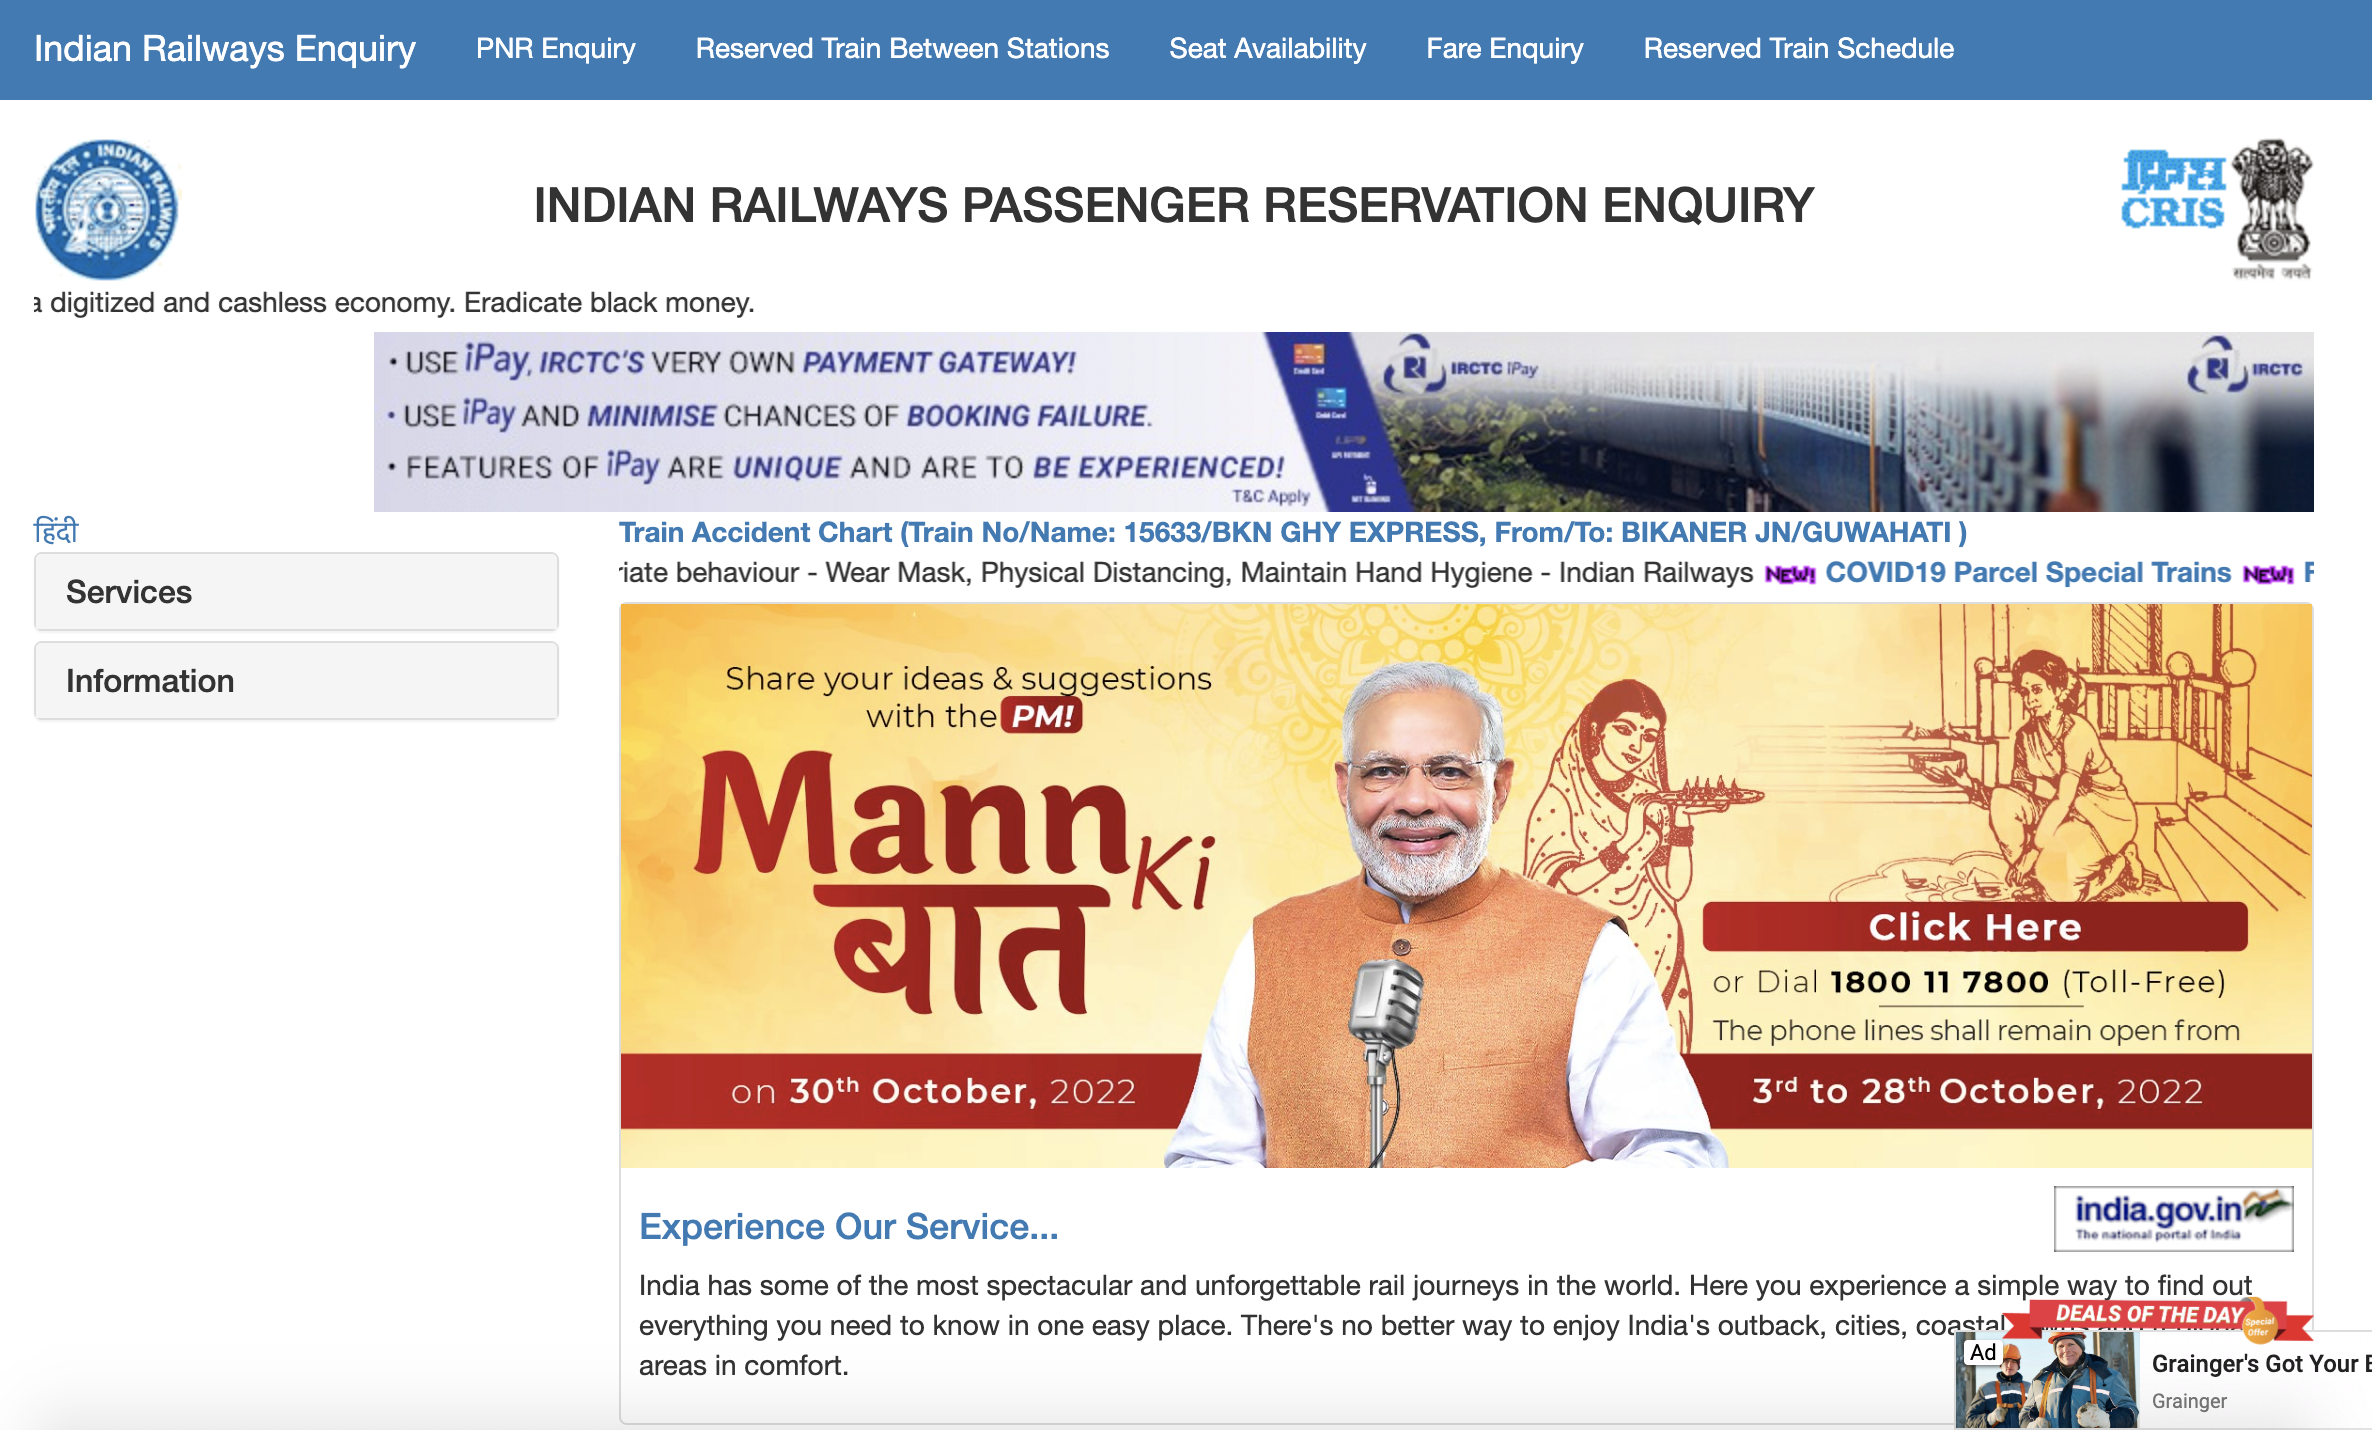 Indian Railways Enquiry PNR Enquiry Reserved Train Between Stations Seat Availability Fare Enquiry Reserved Train Schedule
भारतीय रेल • INDIAN RAILWAYS
INDIAN RAILWAYS PASSENGER RESERVATION ENQUIRY
क्रिस
CRIS
सत्यमेव जयते
a digitized and cashless economy. Eradicate black money.
• USE iPay, IRCTC'S VERY OWN PAYMENT GATEWAY!
• USE iPay AND MINIMISE CHANCES OF BOOKING FAILURE.
• FEATURES OF iPay ARE UNIQUE AND ARE TO BE EXPERIENCED!
T&C Apply
Credit Card
Debit Card
IRCTC iPay
IRCTC
हिंदी
Services
Information
Train Accident Chart (Train No/Name: 15633/BKN GHY EXPRESS, From/To: BIKANER JN/GUWAHATI )
riate behaviour - Wear Mask, Physical Distancing, Maintain Hand Hygiene - Indian Railways NEW! COVID19 Parcel Special Trains NEW! F
Share your ideas & suggestions
with the PM!
Mann Ki
बात
on 30th October, 2022
Click Here
or Dial 1800 11 7800 (Toll-Free)
The phone lines shall remain open from
3rd to 28th October, 2022
Experience Our Service...
india.gov.in
The national portal of India
India has some of the most spectacular and unforgettable rail journeys in the world. Here you experience a simple way to find out
everything you need to know in one easy place. There's no better way to enjoy India's outback, cities, coastal
areas in comfort.
DEALS OF THE DAY
Special Offer
Ad
Grainger's Got Your
Grainger